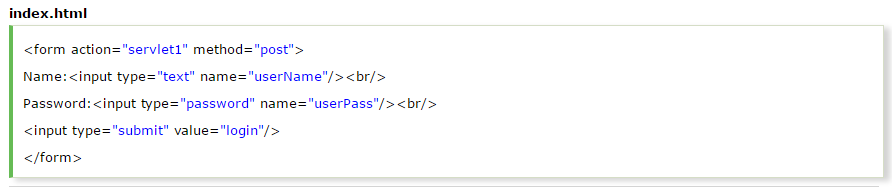 index.html
<form action="servlet1" method="post">
Name:<input type="text" name="userName"/><br/>
Password:<input type="password" name="userPass"/><br/>
<input type="submit" value="login"/>
</form>